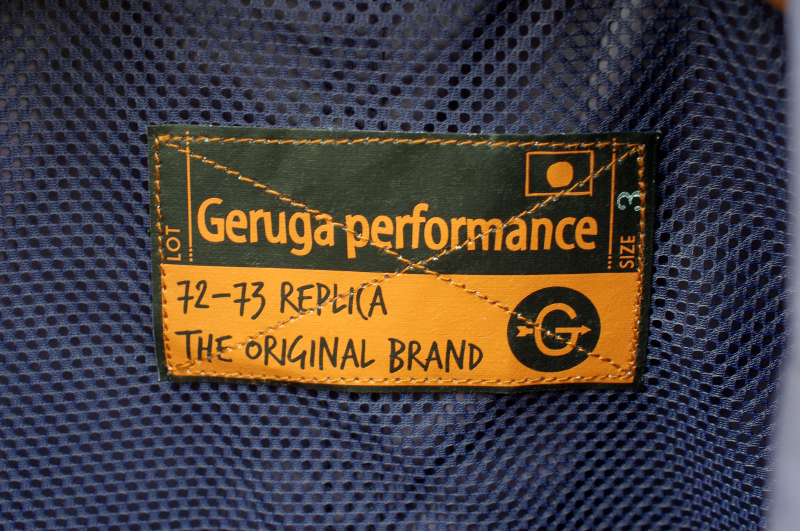 LOT
Geruga performance
SIZE 3
72-73 REPLICA
THE ORIGINAL BRAND
G